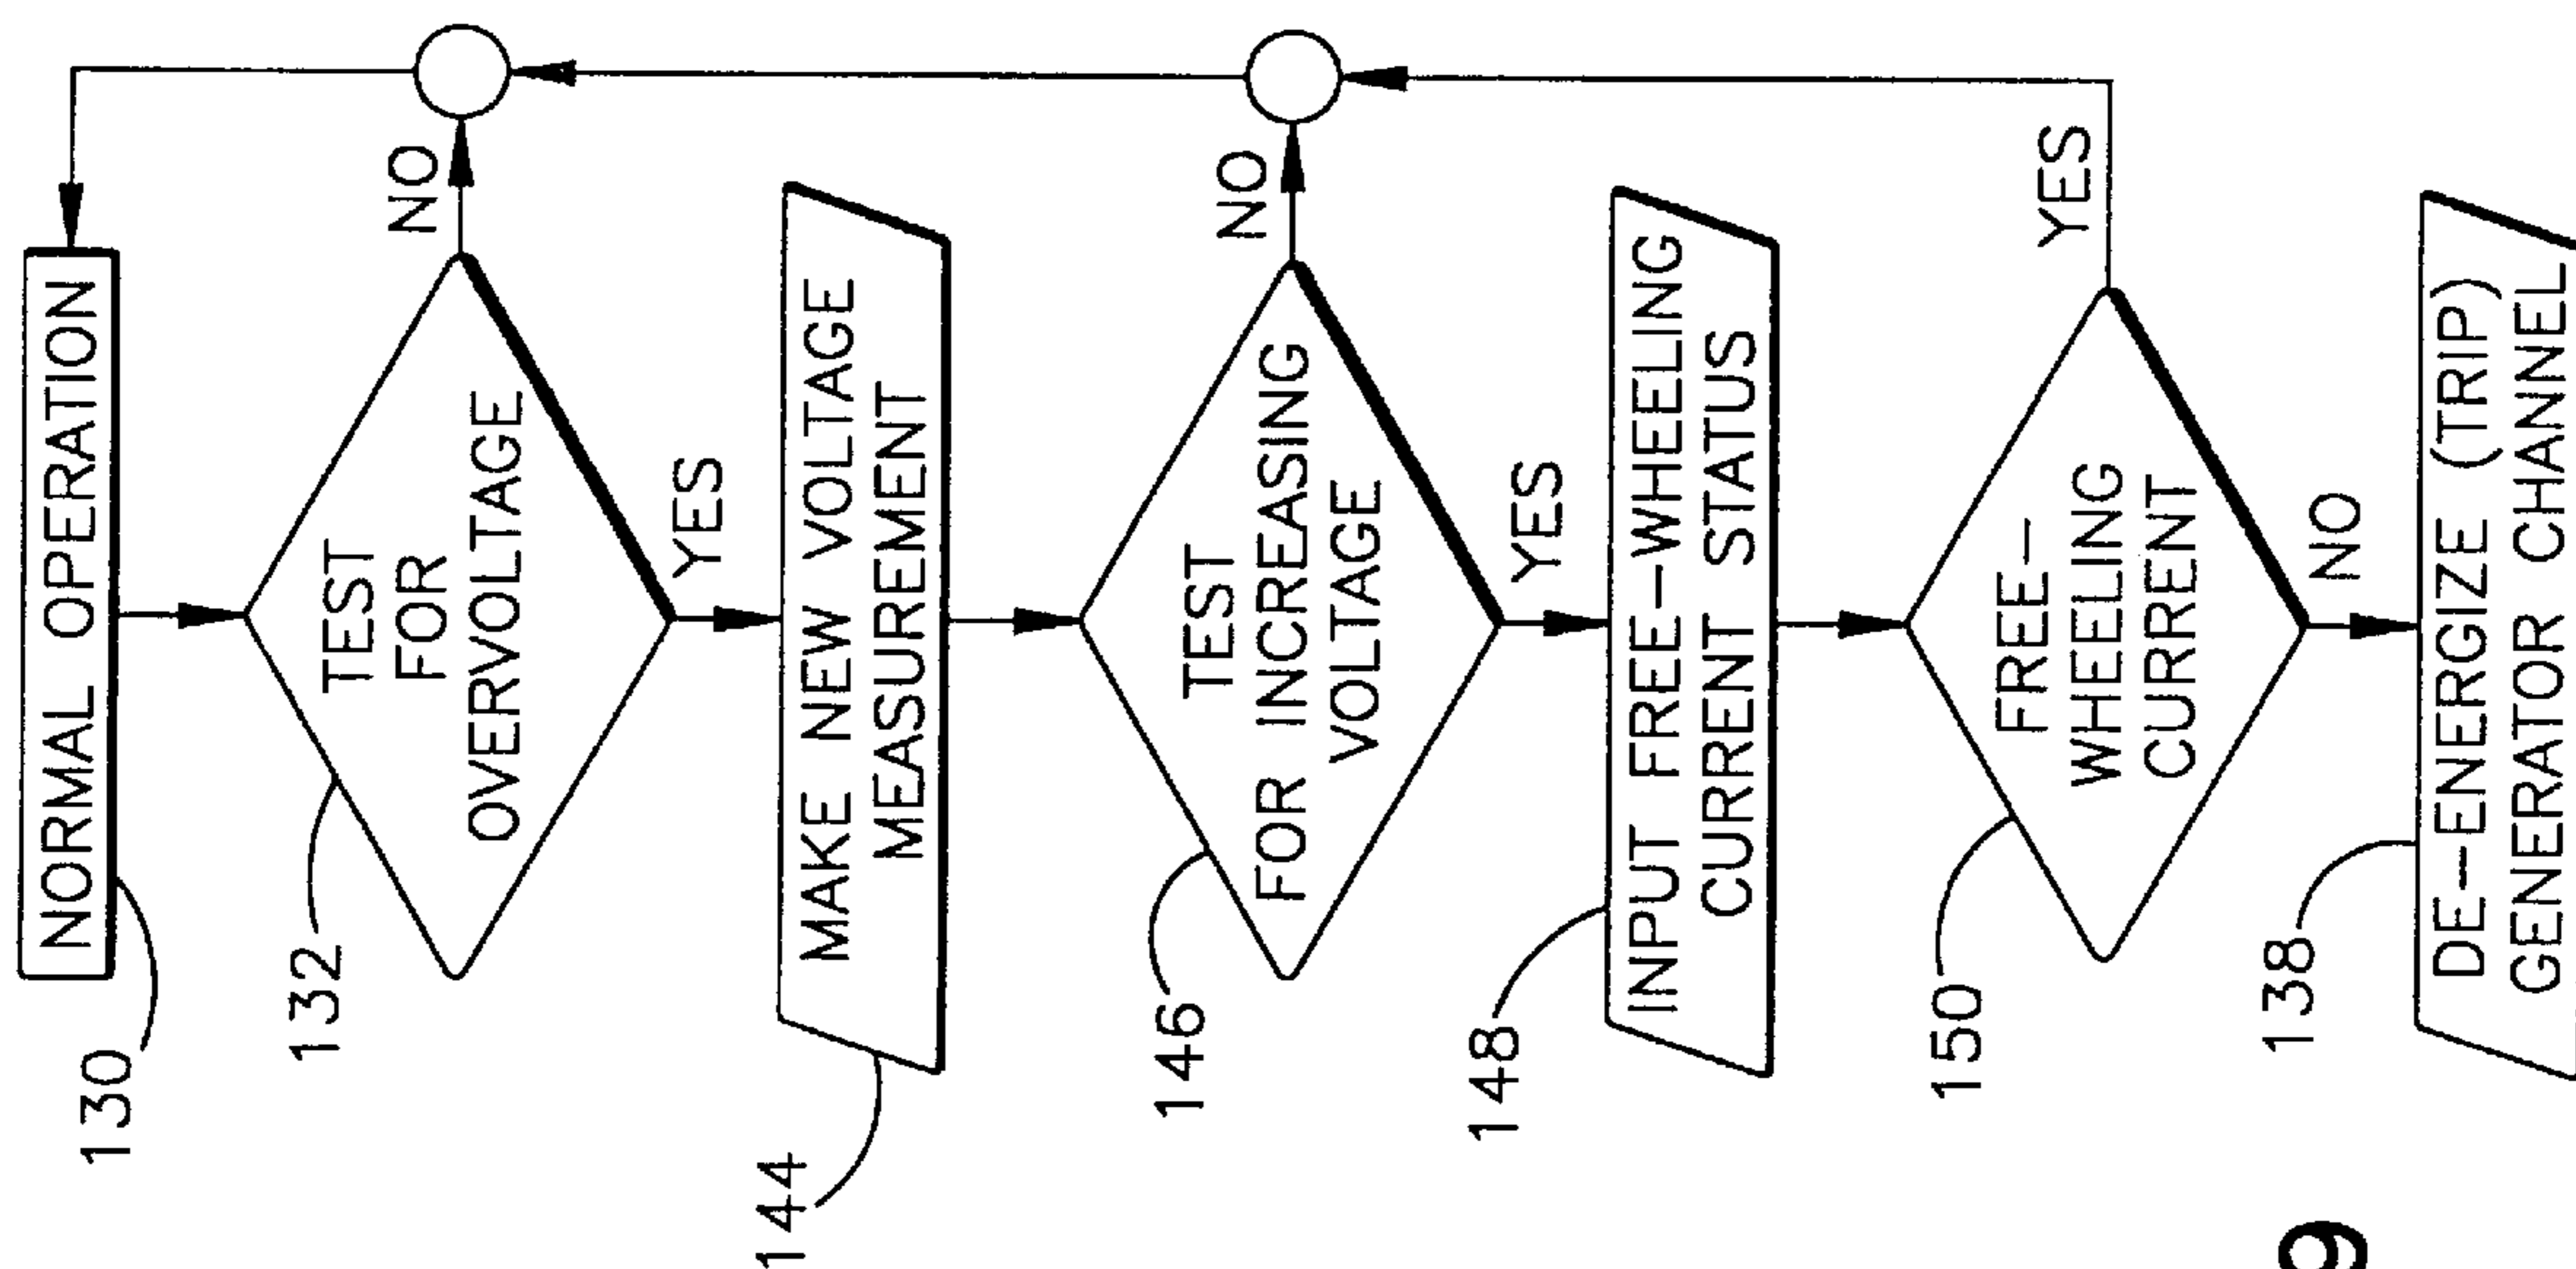 NORMAL OPERATION
130
TEST
FOR
OVERVOLTAGE
132
NO
YES
MAKE NEW VOLTAGE
MEASUREMENT
144
TEST
FOR INCREASING
VOLTAGE
146
NO
YES
INPUT FREE-WHEELING
CURRENT STATUS
148
FREE-
WHEELING
CURRENT
150
YES
NO
DE-ENERGIZE (TRIP)
GENERATOR CHANNEL
138